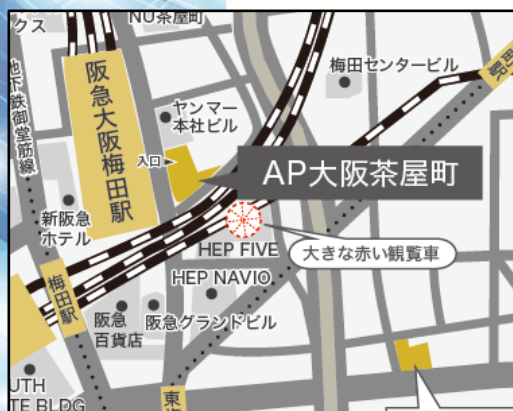 クス
NU茶屋町
地下鉄御堂筋線
阪急大阪梅田駅
ヤンマー
本社ビル
梅田センタービル
入口
AP大阪茶屋町
新阪急
ホテル
HEP FIVE
大きな赤い観覧車
HEP NAVIO
梅田駅
阪急
百貨店
阪急グランドビル
UTH
TE BLDG
東